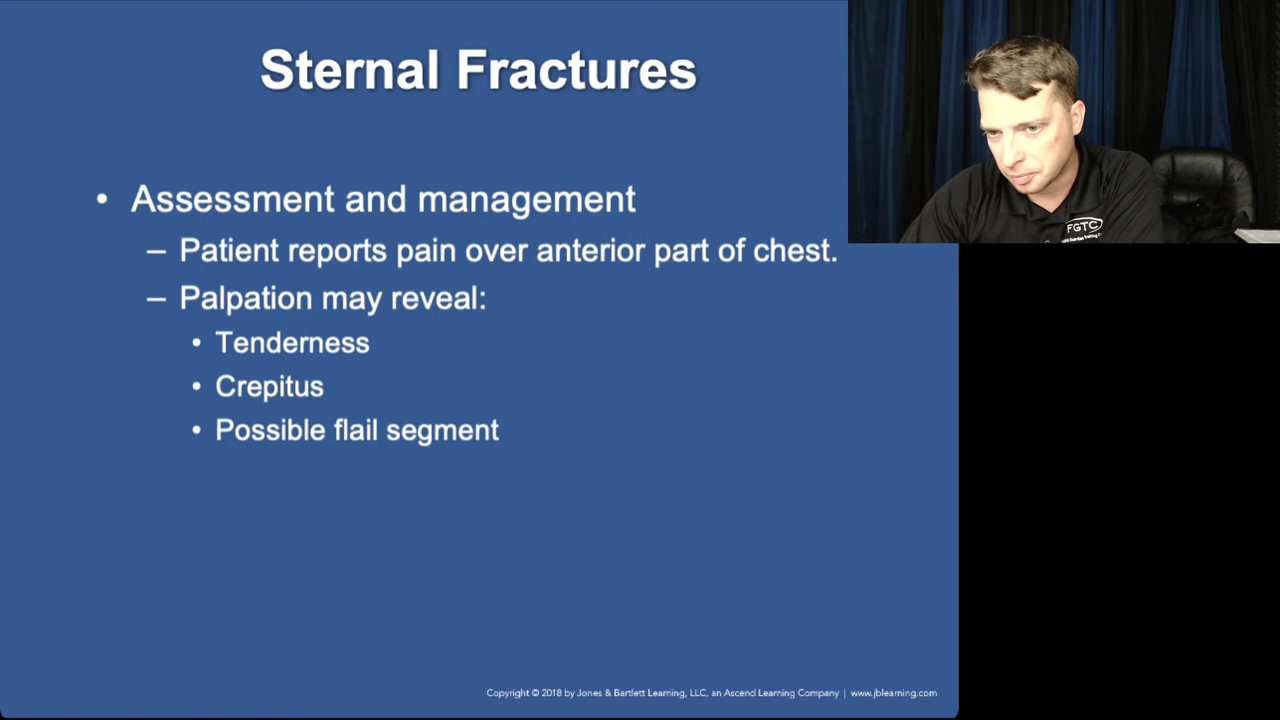 Sternal Fractures
• Assessment and management
– Patient reports pain over anterior part of chest.
– Palpation may reveal:
• Tenderness
• Crepitus
• Possible flail segment
FGTC
Copyright © 2018 by Jones & Bartlett Learning, LLC, an Ascend Learning Company | www.jblearning.com